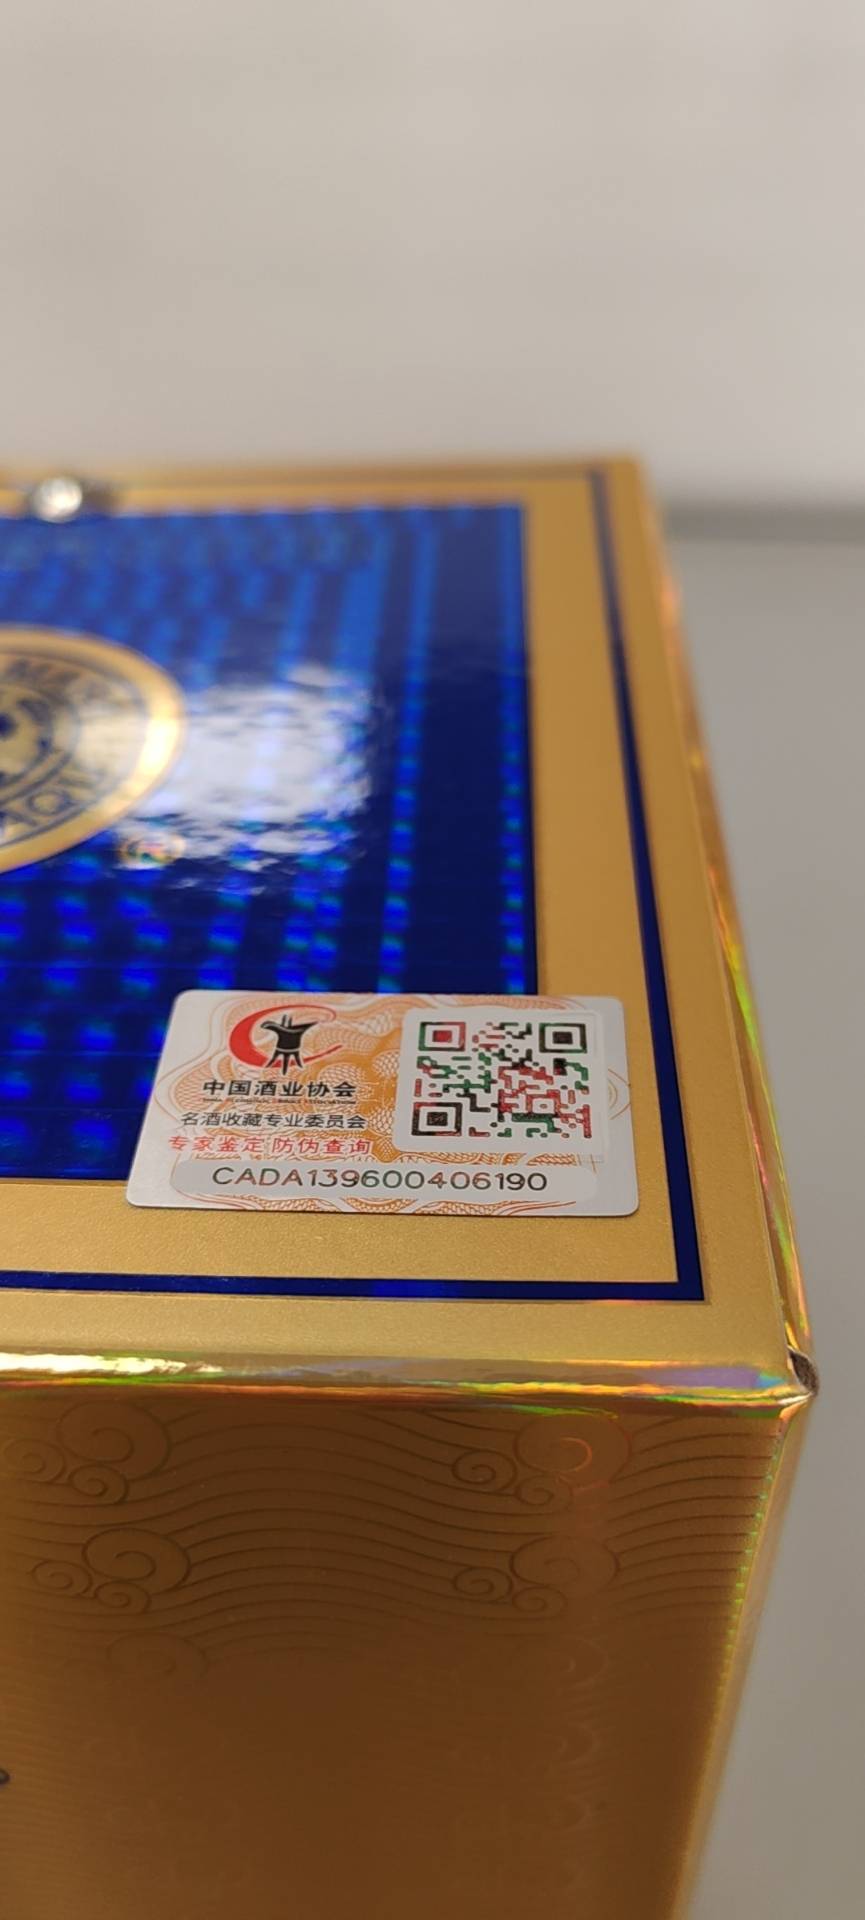 中国酒业协会
名酒收藏专业委员会
专家鉴定 防伪查询
CADA139600406190